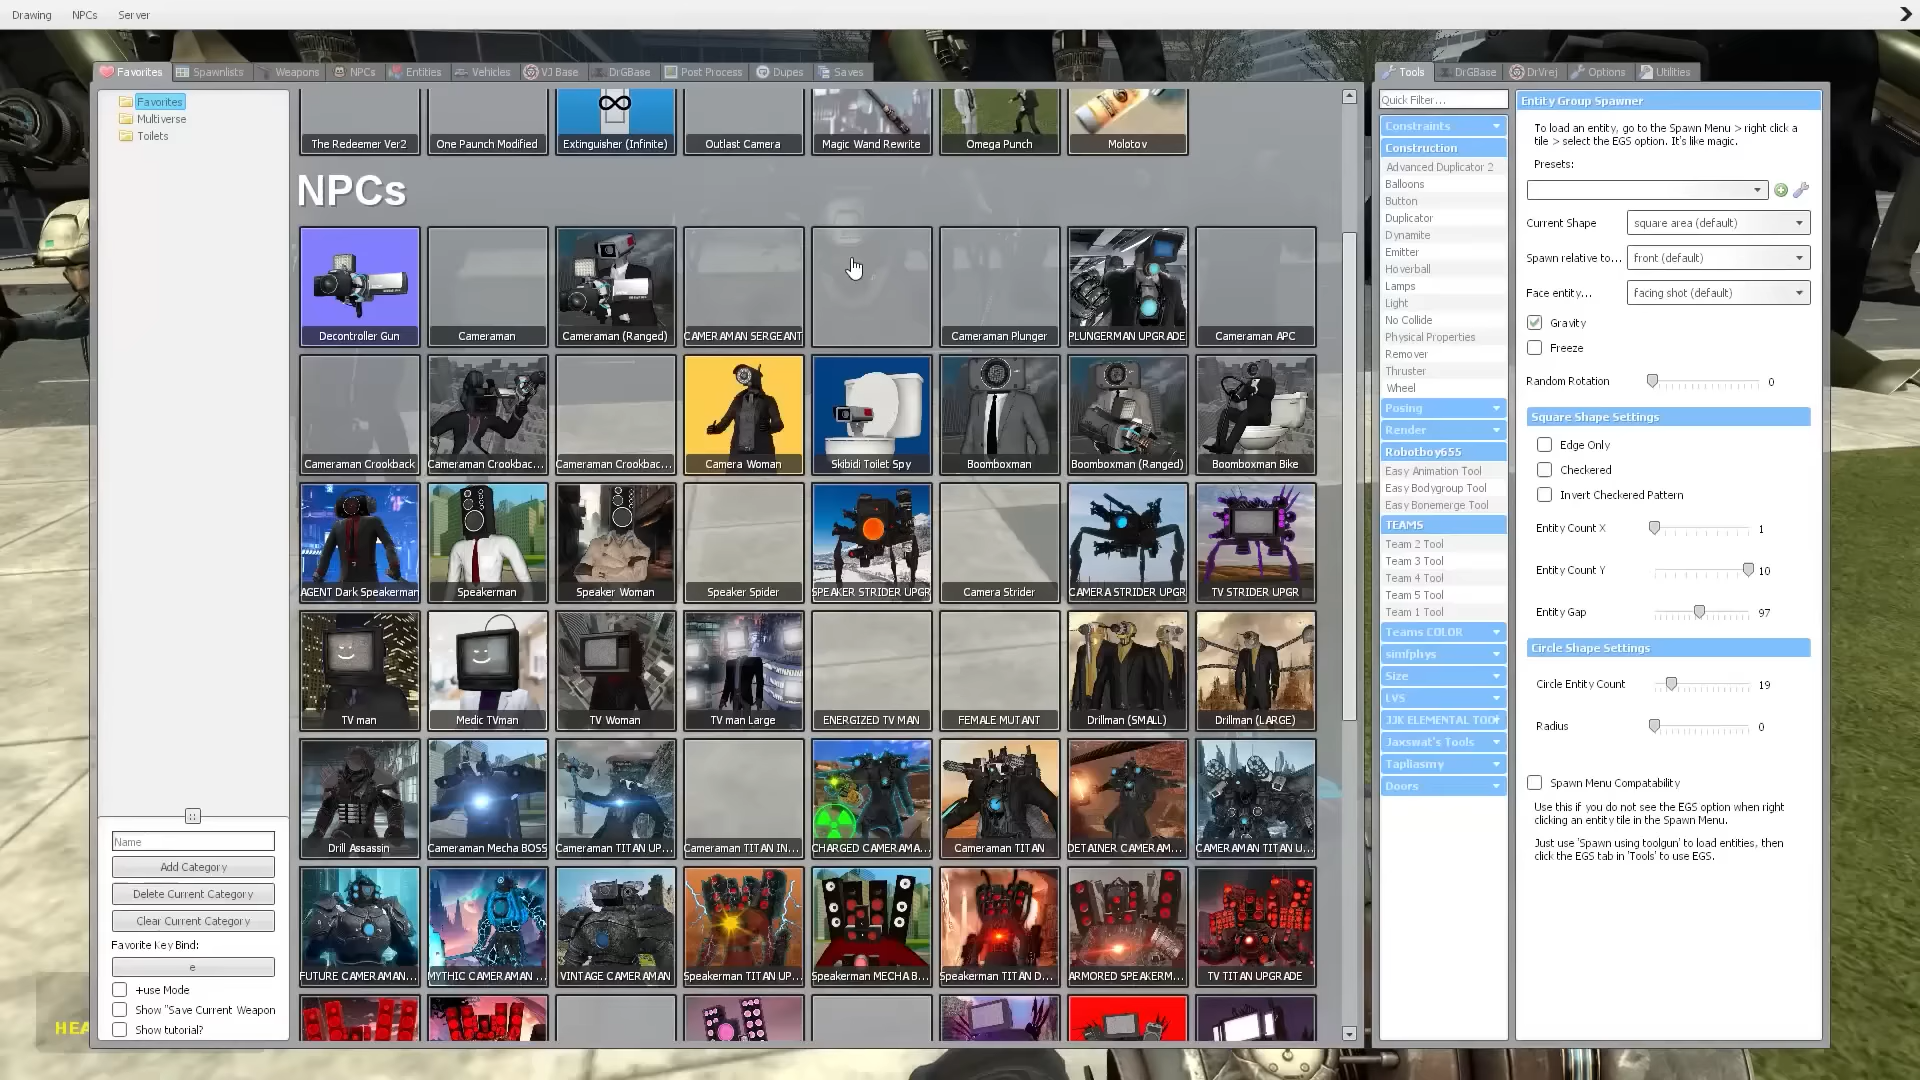 Drawing NPCs Server
Favorites Spawnlists Weapons NPCs Entities Vehicles VJ Base DrGBase Post Process Dupes Saves
Favorites
Multiverse
Toilets
The Redeemer Ver2 One Paunch Modified Extinguisher (Infinite) Outlast Camera Magic Wand Rewrite Omega Punch Molotov
NPCs
Decontroller Gun Cameraman Cameraman (Ranged) CAMERAMAN SERGEANT Cameraman Plunger PLUNGERMAN UPGRADE Cameraman APC
Cameraman Crookback Cameraman Crookbac... Cameraman Crookbac... Camera Woman Skibidi Toilet Spy Boomboxman Boomboxman (Ranged) Boomboxman Bike
AGENT Dark Speakerman Speakerman Speaker Woman Speaker Spider SPEAKER STRIDER UPGR Camera Strider CAMERA STRIDER UPGR TV STRIDER UPGR
TV man Medic TVman TV Woman TV man Large ENERGIZED TV MAN FEMALE MUTANT Drillman (SMALL) Drillman (LARGE)
Drill Assassin Cameraman Mecha BOSS Cameraman TITAN UP... Cameraman TITAN IN... CHARGED CAMERAMA... Cameraman TITAN DETAINER CAMERAM... CAMERAMAN TITAN U...
FUTURE CAMERAMAN... MYTHIC CAMERAMAN ... VINTAGE CAMERAMAN Speakerman TITAN UP... Speakerman MECHA B... Speakerman TITAN D... ARMORED SPEAKERM... TV TITAN UPGRADE
Name
Add Category
Delete Current Category
Clear Current Category
Favorite Key Bind:
e
+use Mode
Show "Save Current Weapon
Show tutorial?
HEA
Tools DrGBase DrVrej Options Utilities
Quick Filter...
Constraints
Construction
Advanced Duplicator 2
Balloons
Button
Duplicator
Dynamite
Emitter
Hoverball
Lamps
Light
No Collide
Physical Properties
Remover
Thruster
Wheel
Posing
Render
Robotboy655
Easy Animation Tool
Easy Bodygroup Tool
Easy Bonemerge Tool
TEAMS
Team 2 Tool
Team 3 Tool
Team 4 Tool
Team 5 Tool
Team 1 Tool
Teams COLOR
simfphys
Size
LVS
JJK ELEMENTAL TOO
Jaxswat's Tools
Tapliasmy
Doors
Entity Group Spawner
To load an entity, go to the Spawn Menu > right click a
tile > select the EGS option. It's like magic.
Presets:
Current Shape square area (default)
Spawn relative to... front (default)
Face entity... facing shot (default)
Gravity
Freeze
Random Rotation 0
Square Shape Settings
Edge Only
Checkered
Invert Checkered Pattern
Entity Count X 1
Entity Count Y 10
Entity Gap 97
Circle Shape Settings
Circle Entity Count 19
Radius 0
Spawn Menu Compatability
Use this if you do not see the EGS option when right
clicking an entity tile in the Spawn Menu.
Just use 'Spawn using toolgun' to load entities, then
click the EGS tab in 'Tools' to use EGS.